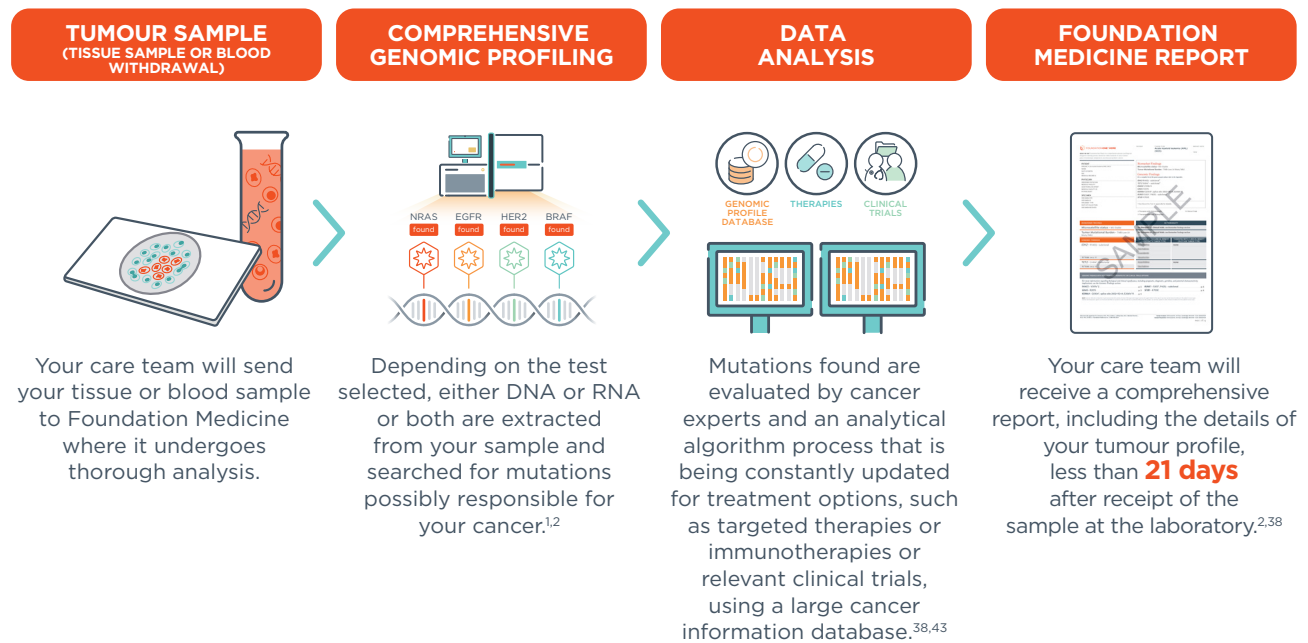 TUMOUR SAMPLE
(TISSUE SAMPLE OR BLOOD
WITHDRAWAL)
COMPREHENSIVE
GENOMIC PROFILING
DATA
ANALYSIS
FOUNDATION
MEDICINE REPORT
NRAS EGFR HER2 BRAF
found found found found
GENOMIC
PROFILE
DATABASE
THERAPIES
CLINICAL
TRIALS
SAMPLE
Your care team will send
your tissue or blood sample
to Foundation Medicine
where it undergoes
thorough analysis.
Depending on the test
selected, either DNA or RNA
or both are extracted
from your sample and
searched for mutations
possibly responsible for
your cancer.1,2
Mutations found are
evaluated by cancer
experts and an analytical
algorithm process that is
being constantly updated
for treatment options, such
as targeted therapies or
immunotherapies or
relevant clinical trials,
using a large cancer
information database.38,43
Your care team will
receive a comprehensive
report, including the details of
your tumour profile,
less than 21 days
after receipt of the
sample at the laboratory.2,38